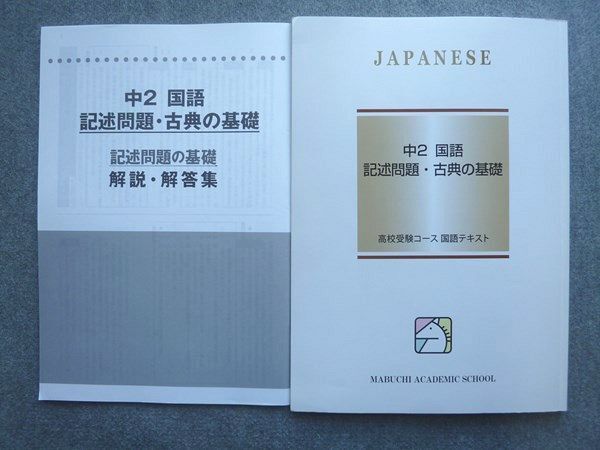 中2 国語
記述問題・古典の基礎
記述問題の基礎
解説・解答集
JAPANESE
中2 国語
記述問題・古典の基礎
高校受験コース 国語テキスト
MABUCHI ACADEMIC SCHOOL